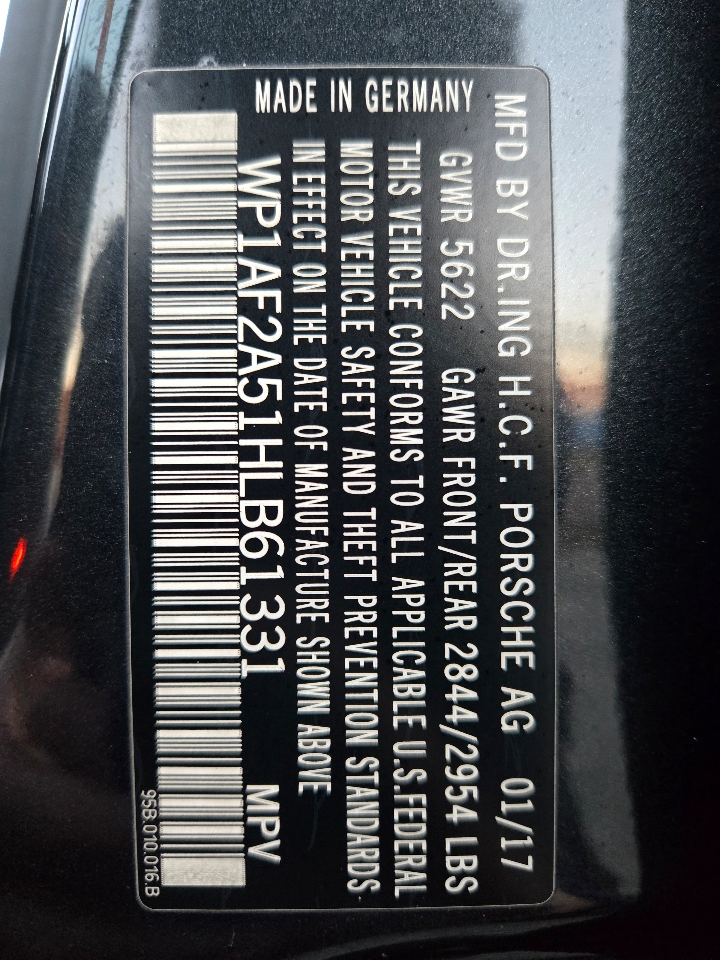 MFD BY DR.ING H.C.F. PORSCHE AG 01/17
GVWR 5622 GAWR FRONT/REAR 2844/2954 LBS
THIS VEHICLE CONFORMS TO ALL APPLICABLE U.S.FEDERAL
MOTOR VEHICLE SAFETY AND THEFT PREVENTION STANDARDS
IN EFFECT ON THE DATE OF MANUFACTURE SHOWN ABOVE
MADE IN GERMANY
WP1AF2A51HLB61331 MPV
95B.010.016.B